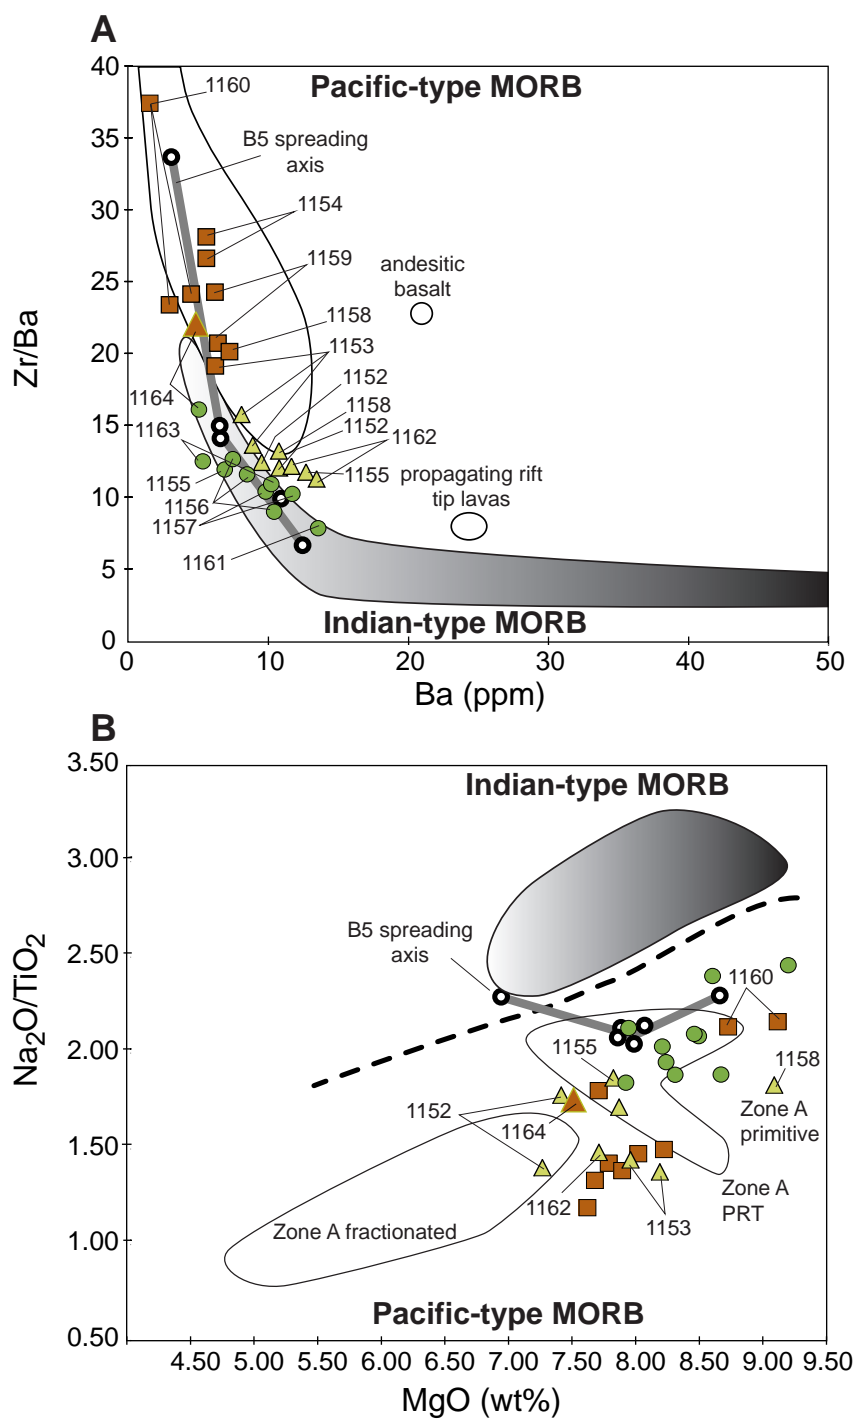 A
40
35
30
25
20
15
10
5
0
Zr/Ba
Pacific-type MORB
1160
B5 spreading
axis
1154
1159
andesitic
basalt
1158
1153
1152
1164
1158
1163
1152
1162
1155
1155
propagating rift
tip lavas
1156
1157
1161
Indian-type MORB
0
10
20
30
40
50
Ba (ppm)
B
3.50
3.00
2.50
2.00
1.50
1.00
0.50
Na2O/TiO2
Indian-type MORB
B5 spreading
axis
1160
1155
1158
1152
1164
Zone A
primitive
1162
Zone A
PRT
1153
Zone A fractionated
Pacific-type MORB
4.50 5.00 5.50 6.00 6.50 7.00 7.50 8.00 8.50 9.00 9.50
MgO (wt%)